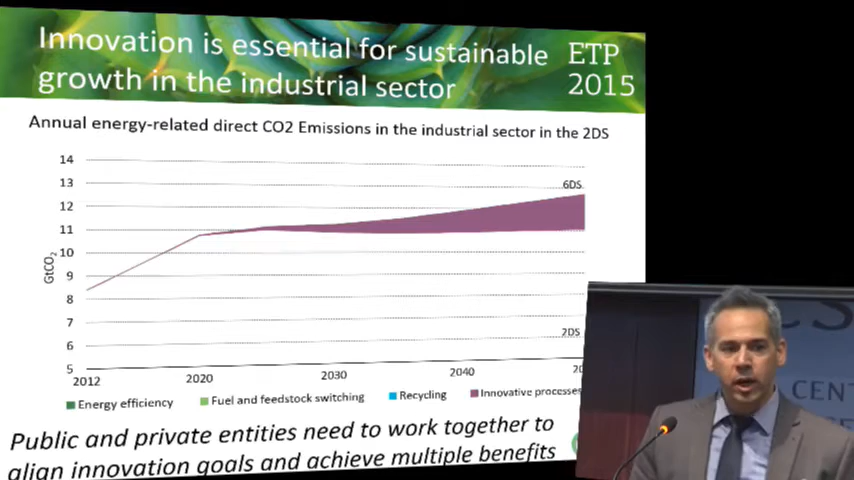 Innovation is essential for sustainable
growth in the industrial sector
ETP
2015
Annual energy-related direct CO2 Emissions in the industrial sector in the 2DS
14
13
12
11
10
9
8
7
6
5
GtCO₂
6DS
2DS
2012
2020
2030
2040
Energy efficiency
Fuel and feedstock switching
Recycling
Innovative processes
Public and private entities need to work together to
align innovation goals and achieve multiple benefits
CS
CENT